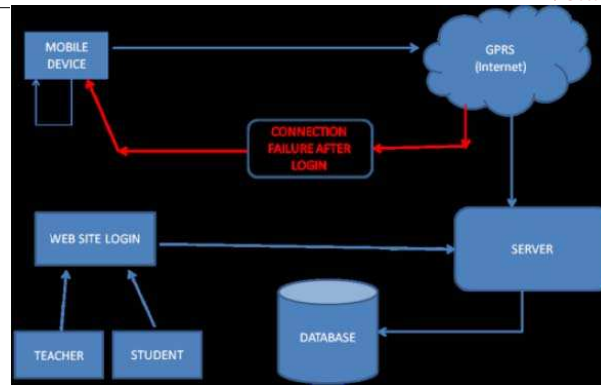 MOBILE
DEVICE
GPRS
(Internet)
CONNECTION
FAILURE AFTER
LOGIN
WEB SITE LOGIN
SERVER
DATABASE
TEACHER
STUDENT